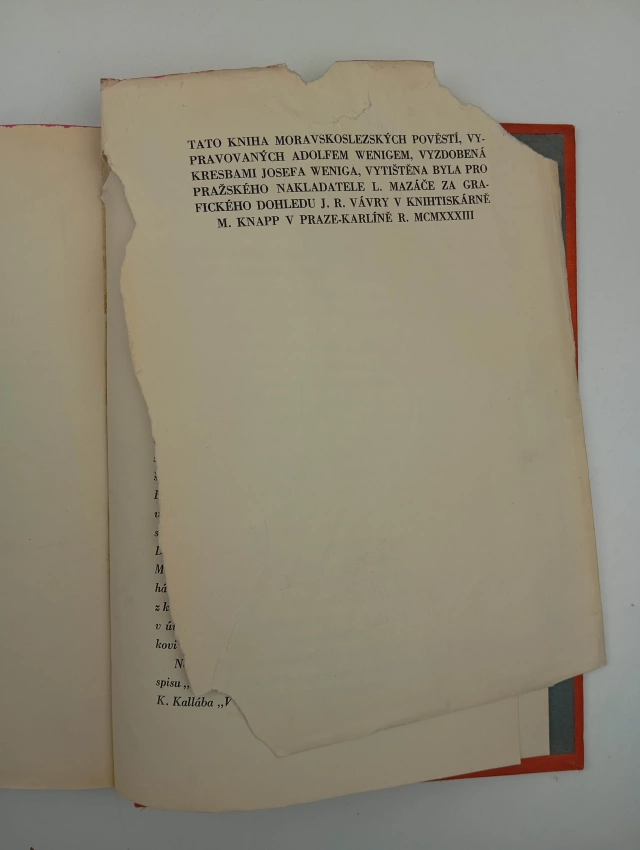 TATO KNIHA MORAVSKOSLEZSKÝCH POVĚSTÍ, VY-
PRAVOVANÝCH ADOLFEM WENIGEM, VYZDOBENÁ
KRESBAMI JOSEFA WENIGA, VYTIŠTĚNA BYLA PRO
PRAŽSKÉHO NAKLADATELE L. MAZÁČE ZA GRA-
FICKÉHO DOHLEDU J. R. VÁVRY V KNIHTISKÁRNĚ
M. KNAPP V PRAZE-KARLÍNĚ R. MCMXXXIII
v
s
L
M
há
z k
v
kovi
N
spisu „
K. Kallába „V